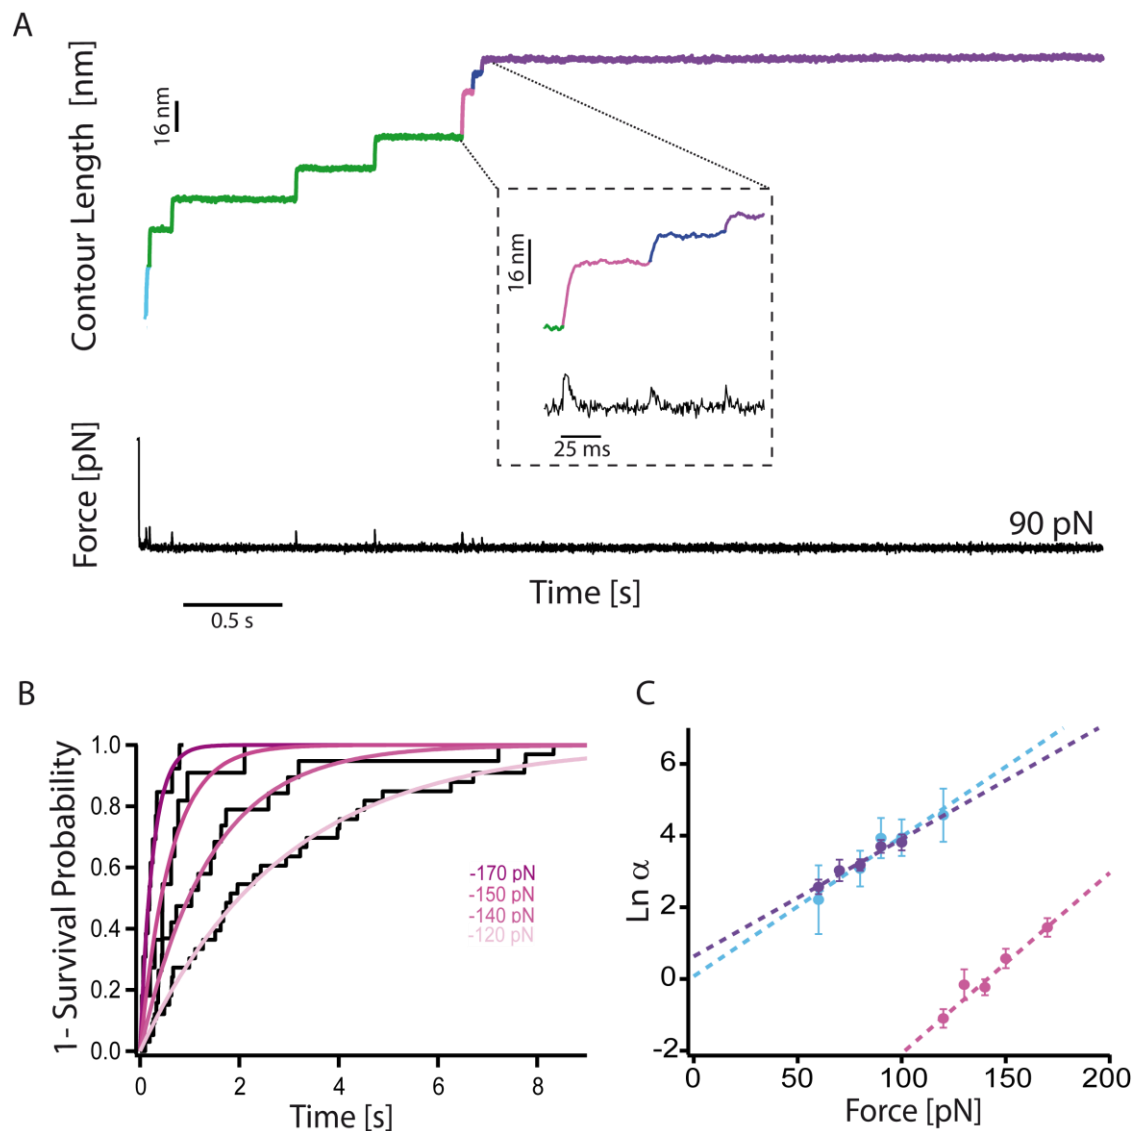 A
Contour Length [nm]
16 nm
16 nm
25 ms
Force [pN]
90 pN
Time [s]
0.5 s
B
1- Survival Probability
1.0
0.8
0.6
0.4
0.2
0.0
-170 pN
-150 pN
-140 pN
-120 pN
0 2 4 6 8
Time [s]
C
Ln α
6
4
2
0
-2
0 50 100 150 200
Force [pN]